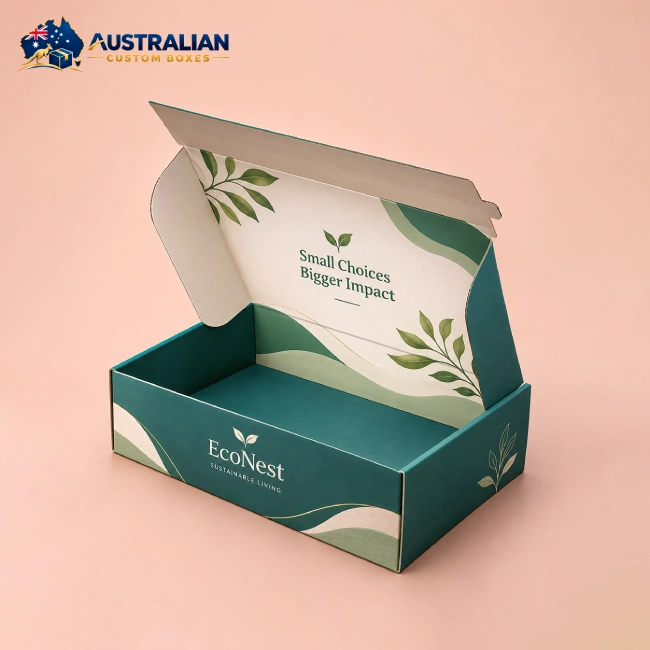 AUSTRALIAN
CUSTOM BOXES
Small Choices
Bigger Impact
EcoNest
SUSTAINABLE LIVING